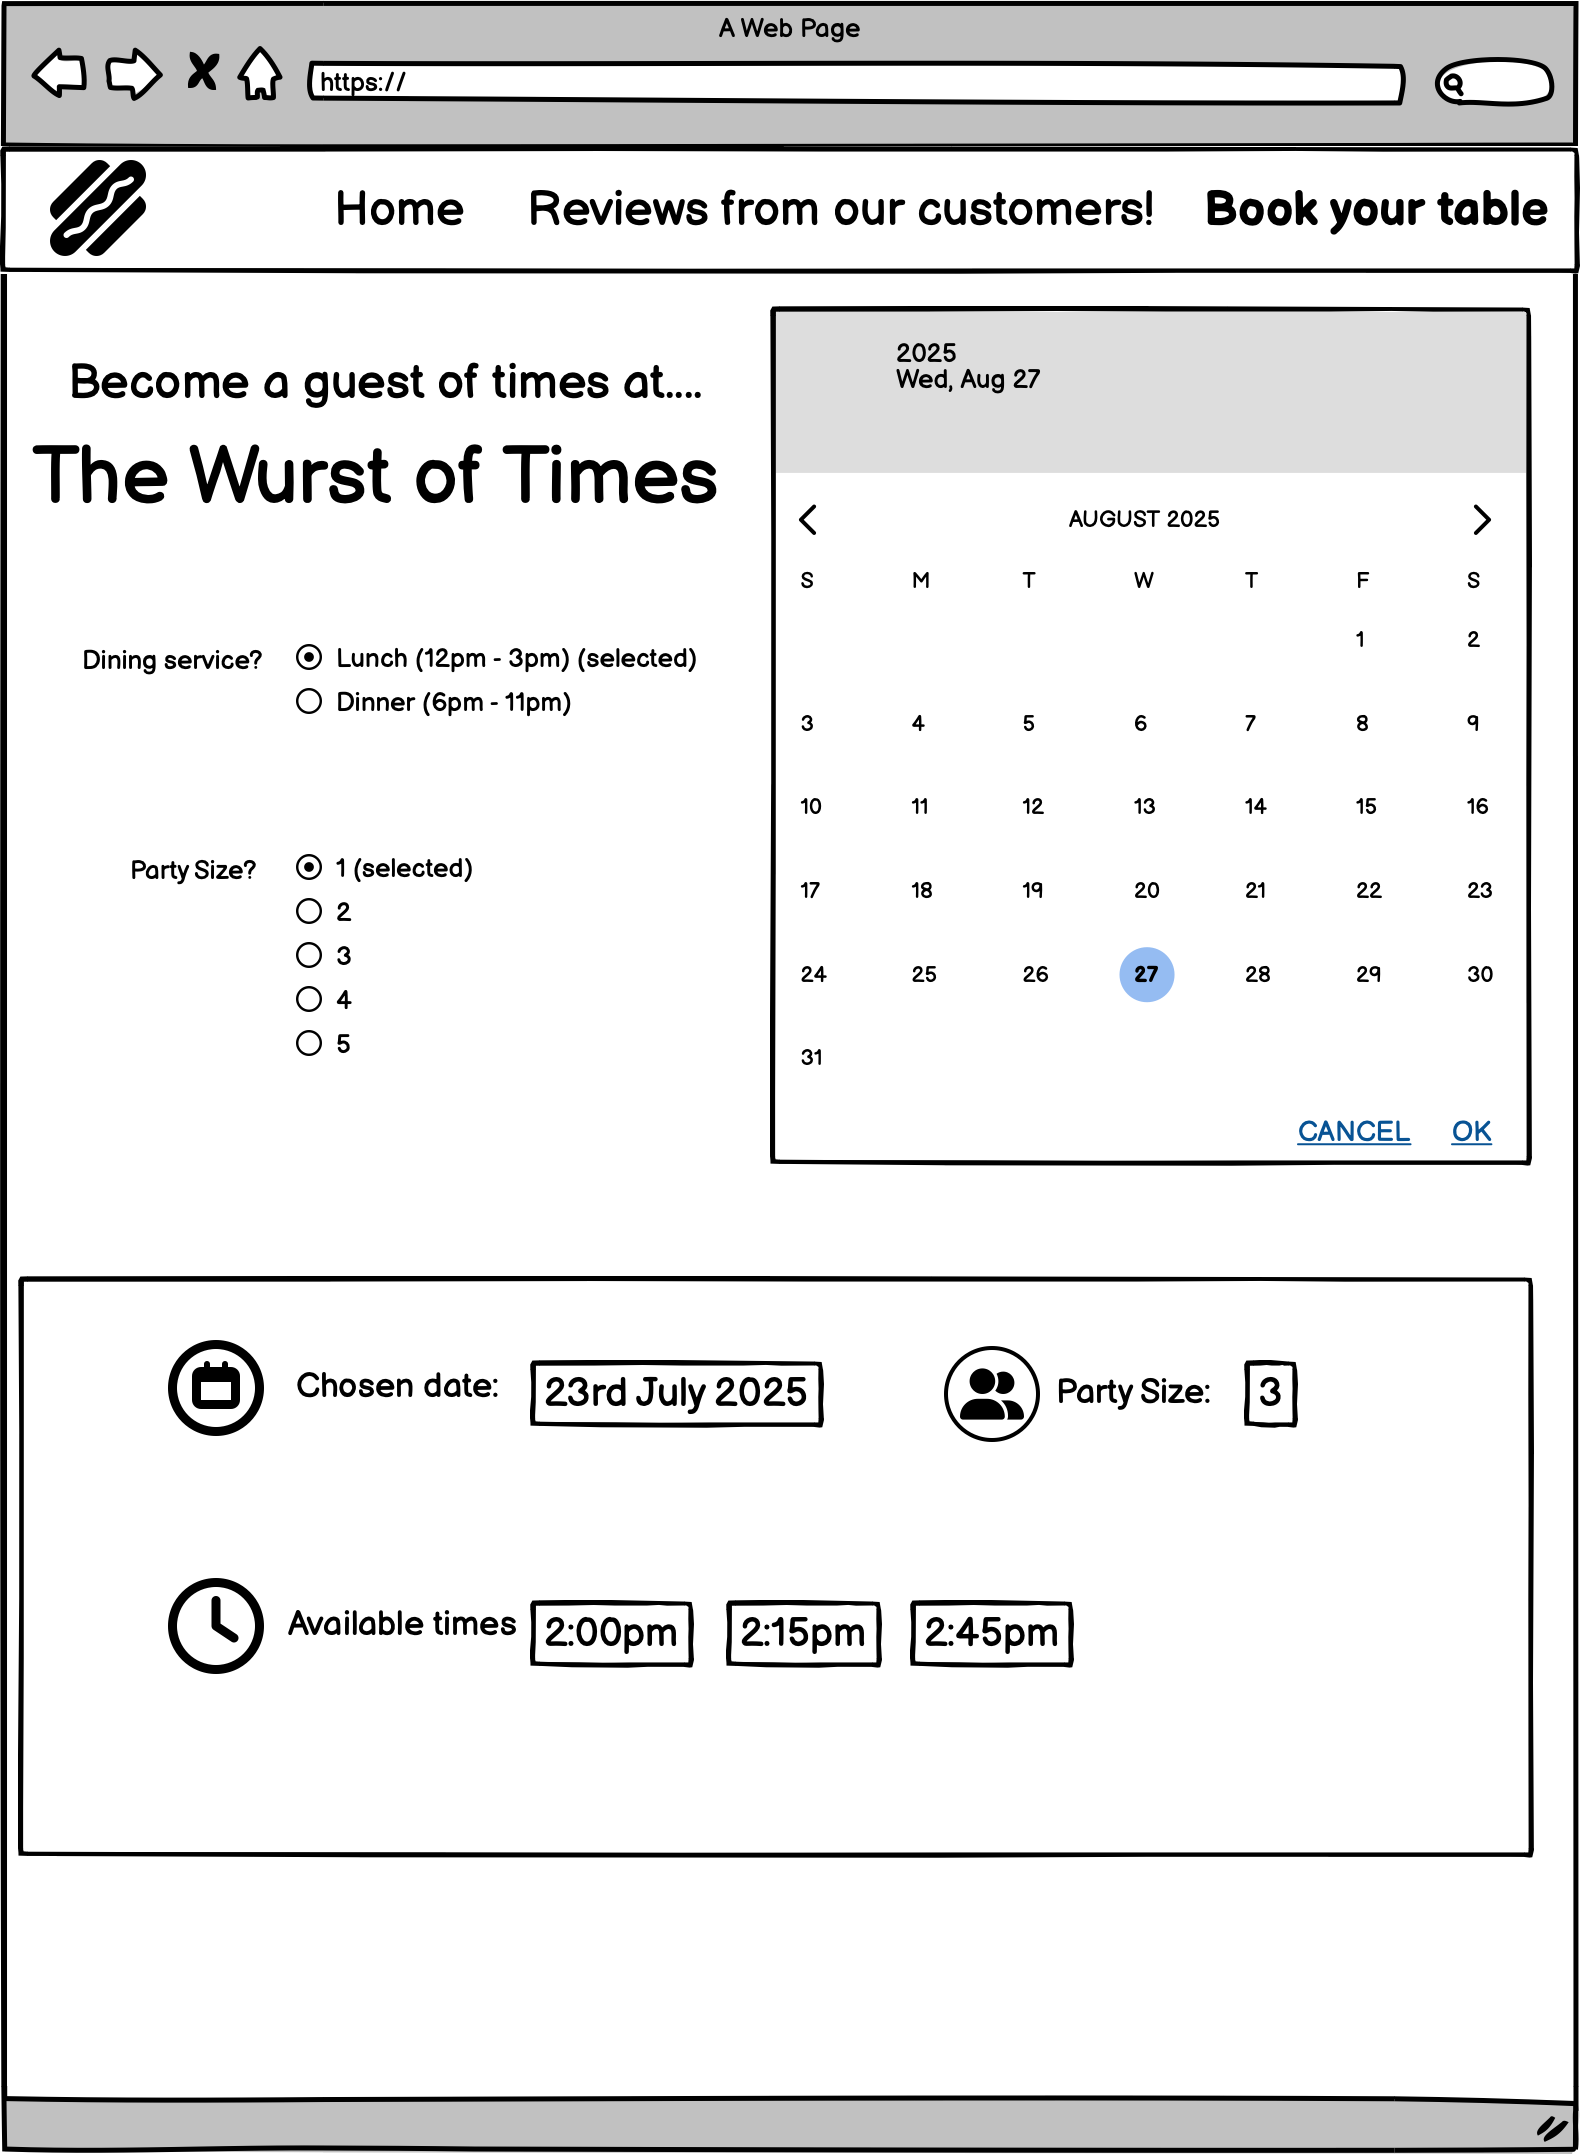 A Web Page
https://
Home Reviews from our customers! Book your table
Become a guest of times at....
The Wurst of Times
Dining service?
Lunch (12pm - 3pm) (selected)
Dinner (6pm - 11pm)
Party Size?
1 (selected)
2
3
4
5
2025
Wed, Aug 27
AUGUST 2025
S M T W T F S
1 2
3 4 5 6 7 8 9
10 11 12 13 14 15 16
17 18 19 20 21 22 23
24 25 26 27 28 29 30
31
CANCEL OK
Chosen date: 23rd July 2025 Party Size: 3
Available times 2:00pm 2:15pm 2:45pm